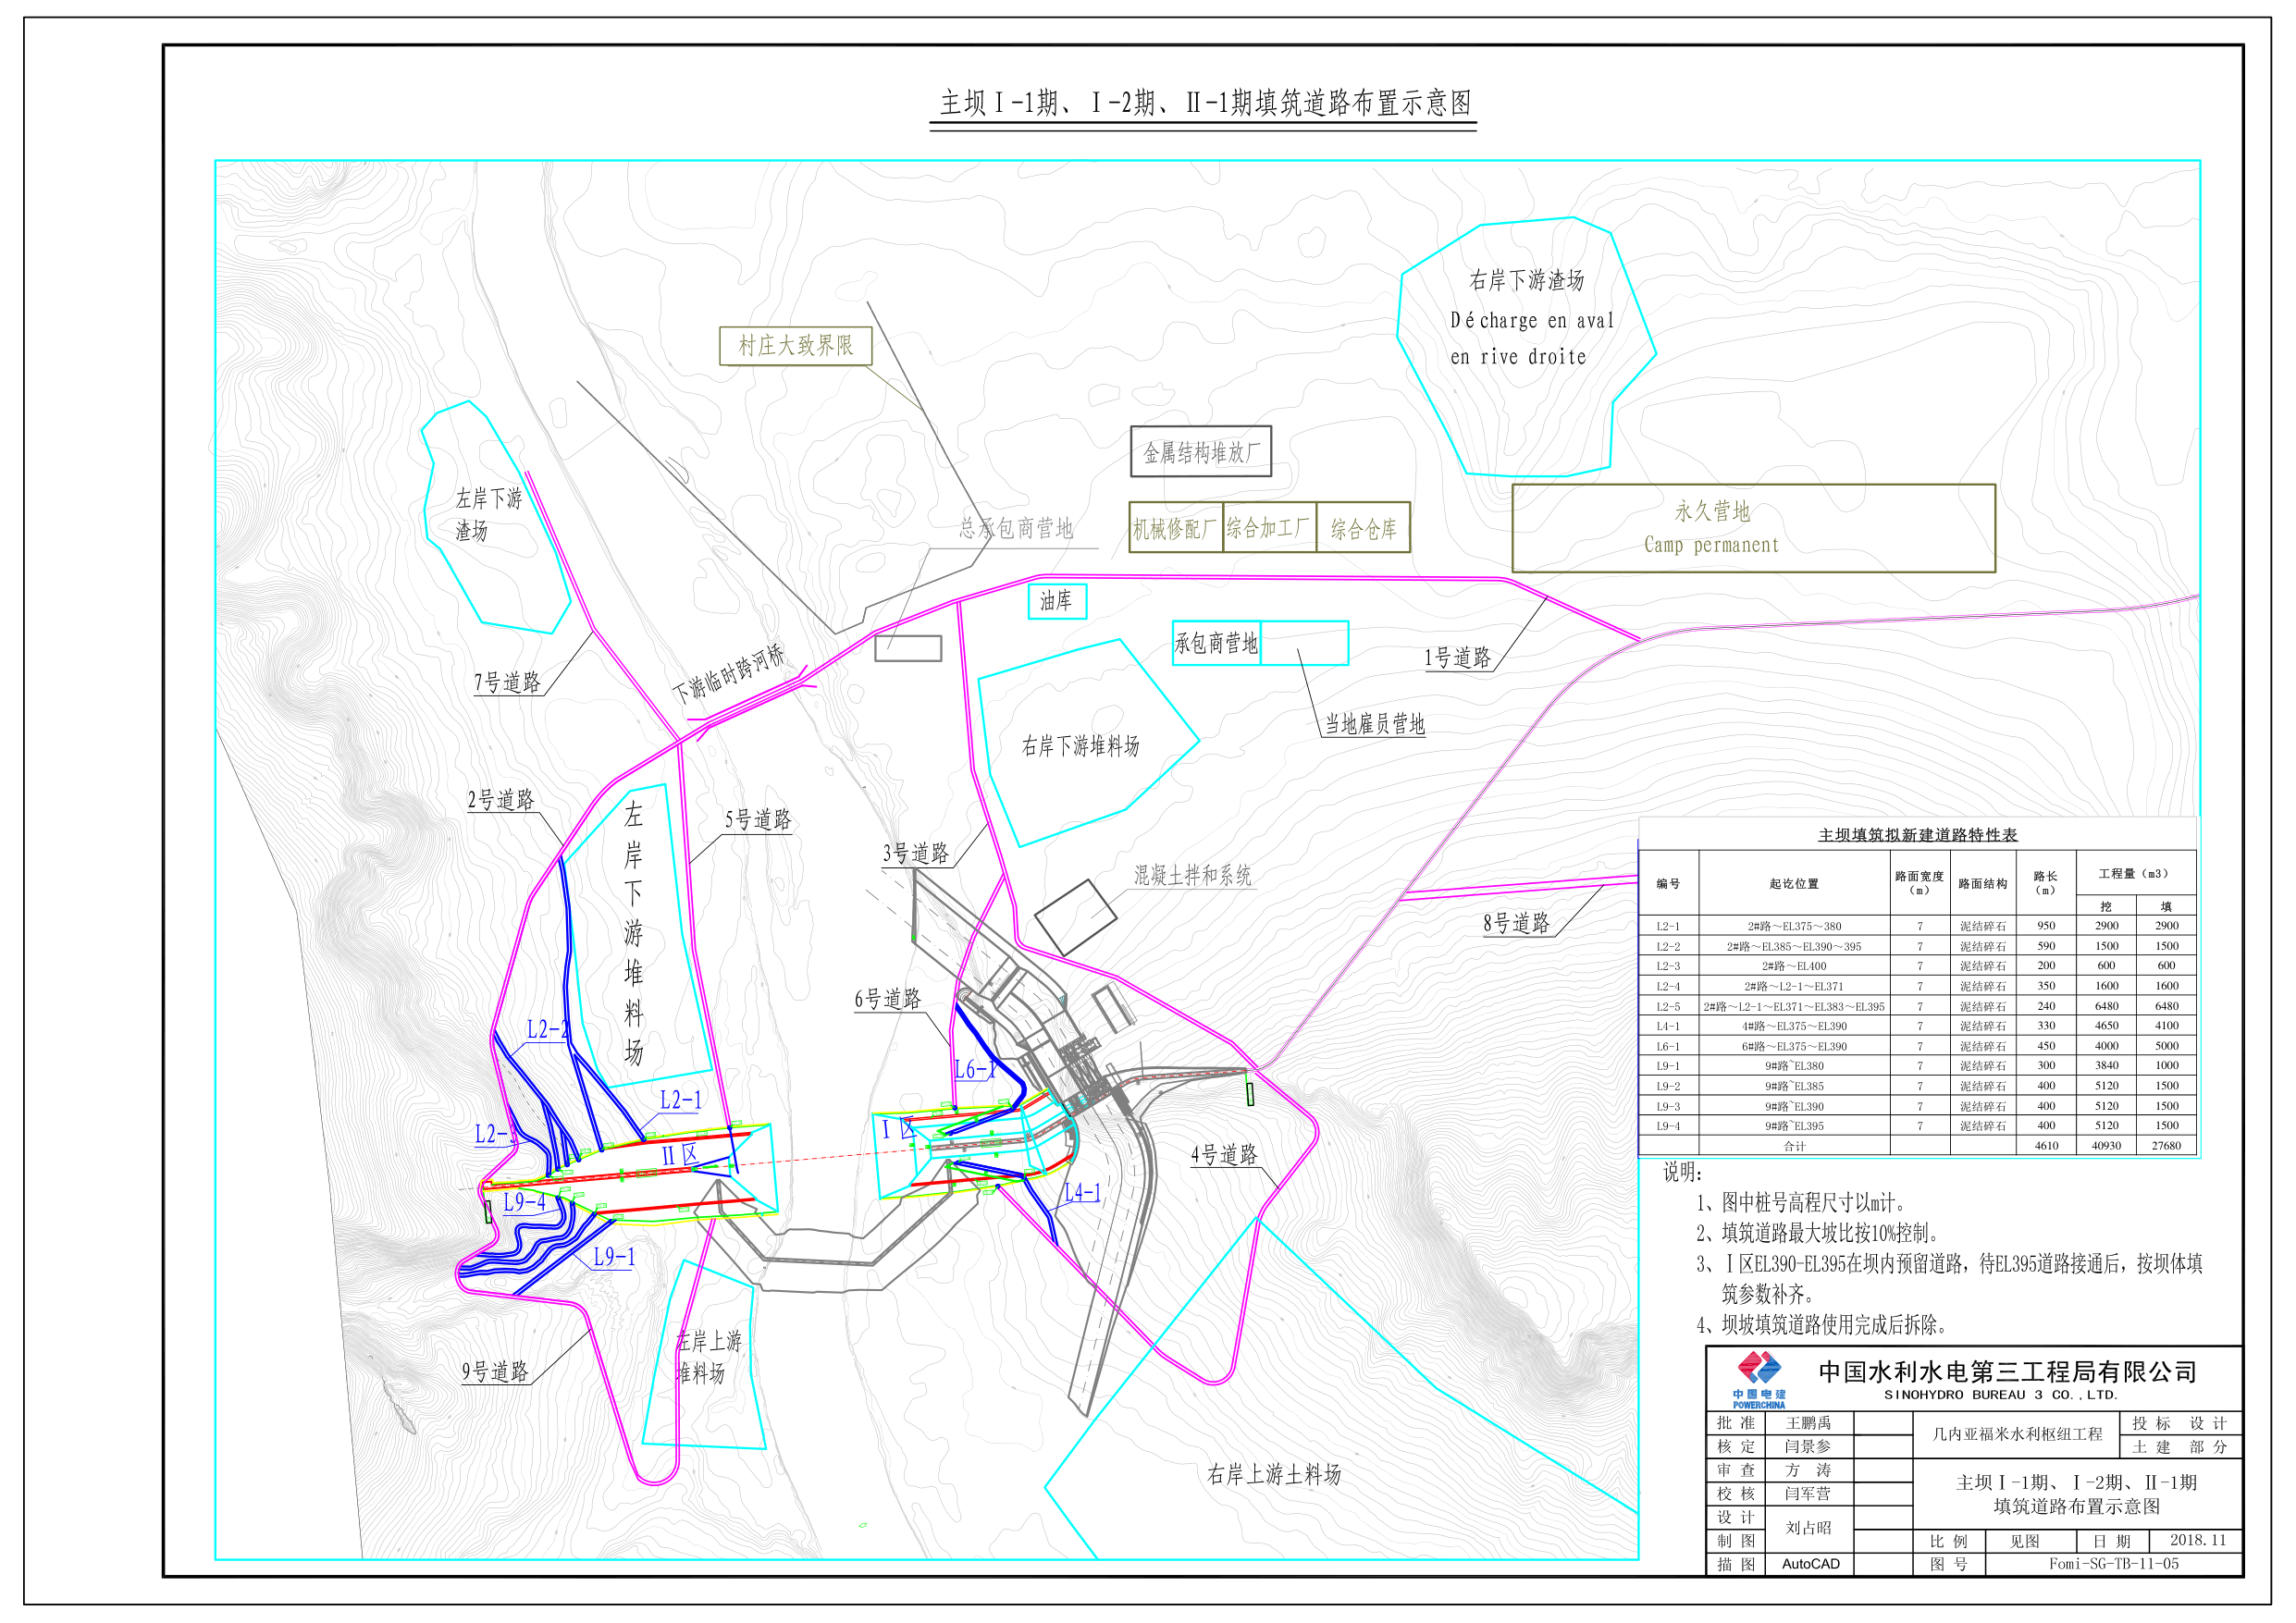 主坝Ⅰ-1期、Ⅰ-2期、Ⅱ-1期填筑道路布置示意图
右岸下游渣场
Décharge en aval
en rive droite
村庄大致界限
金属结构堆放厂
左岸下游
渣场
总承包商营地
机械修配厂 综合加工厂 综合仓库
永久营地
Camp permanent
油库
承包商营地
1号道路
7号道路
下游临时跨河桥
当地雇员营地
右岸下游堆料场
2号道路
左岸下游堆料场
5号道路
3号道路
混凝土拌和系统
8号道路
6号道路
L2-2
L6-1
L2-1
L2-3
Ⅰ区
Ⅱ区
4号道路
L9-4
L4-1
L9-1
左岸上游
堆料场
9号道路
右岸上游土料场
主坝填筑拟新建道路特性表
编号 起讫位置 路面宽度(m) 路面结构 路长(m) 工程量(m3)
挖 填
L2-1 2#路~EL375~380 7 泥结碎石 950 2900 2900
L2-2 2#路~EL385~EL390~395 7 泥结碎石 590 1500 1500
L2-3 2#路~EL400 7 泥结碎石 200 600 600
L2-4 2#路~L2-1~EL371 7 泥结碎石 350 1600 1600
L2-5 2#路~L2-1~EL371~EL383~EL395 7 泥结碎石 240 6480 6480
L4-1 4#路~EL375~EL390 7 泥结碎石 330 4650 4100
L6-1 6#路~EL375~EL390 7 泥结碎石 450 4000 5000
L9-1 9#路~EL380 7 泥结碎石 300 3840 1000
L9-2 9#路~EL385 7 泥结碎石 400 5120 1500
L9-3 9#路~EL390 7 泥结碎石 400 5120 1500
L9-4 9#路~EL395 7 泥结碎石 400 5120 1500
合计 4610 40930 27680
说明:
1、图中桩号高程尺寸以m计。
2、填筑道路最大坡比按10%控制。
3、Ⅰ区EL390-EL395在坝内预留道路，待EL395道路接通后，按坝体填
筑参数补齐。
4、坝坡填筑道路使用完成后拆除。
中国电建
POWERCHINA
中国水利水电第三工程局有限公司
SINOHYDRO BUREAU 3 CO.,LTD.
批准 王鹏禹
核定 闫景参
审查 方涛
校核 闫军营
设计 刘占昭
制图
描图 AutoCAD
几内亚福米水利枢纽工程
投标 设计
土建 部分
主坝Ⅰ-1期、Ⅰ-2期、Ⅱ-1期
填筑道路布置示意图
比例 见图 日期 2018.11
图号 Fomi-SG-TB-11-05